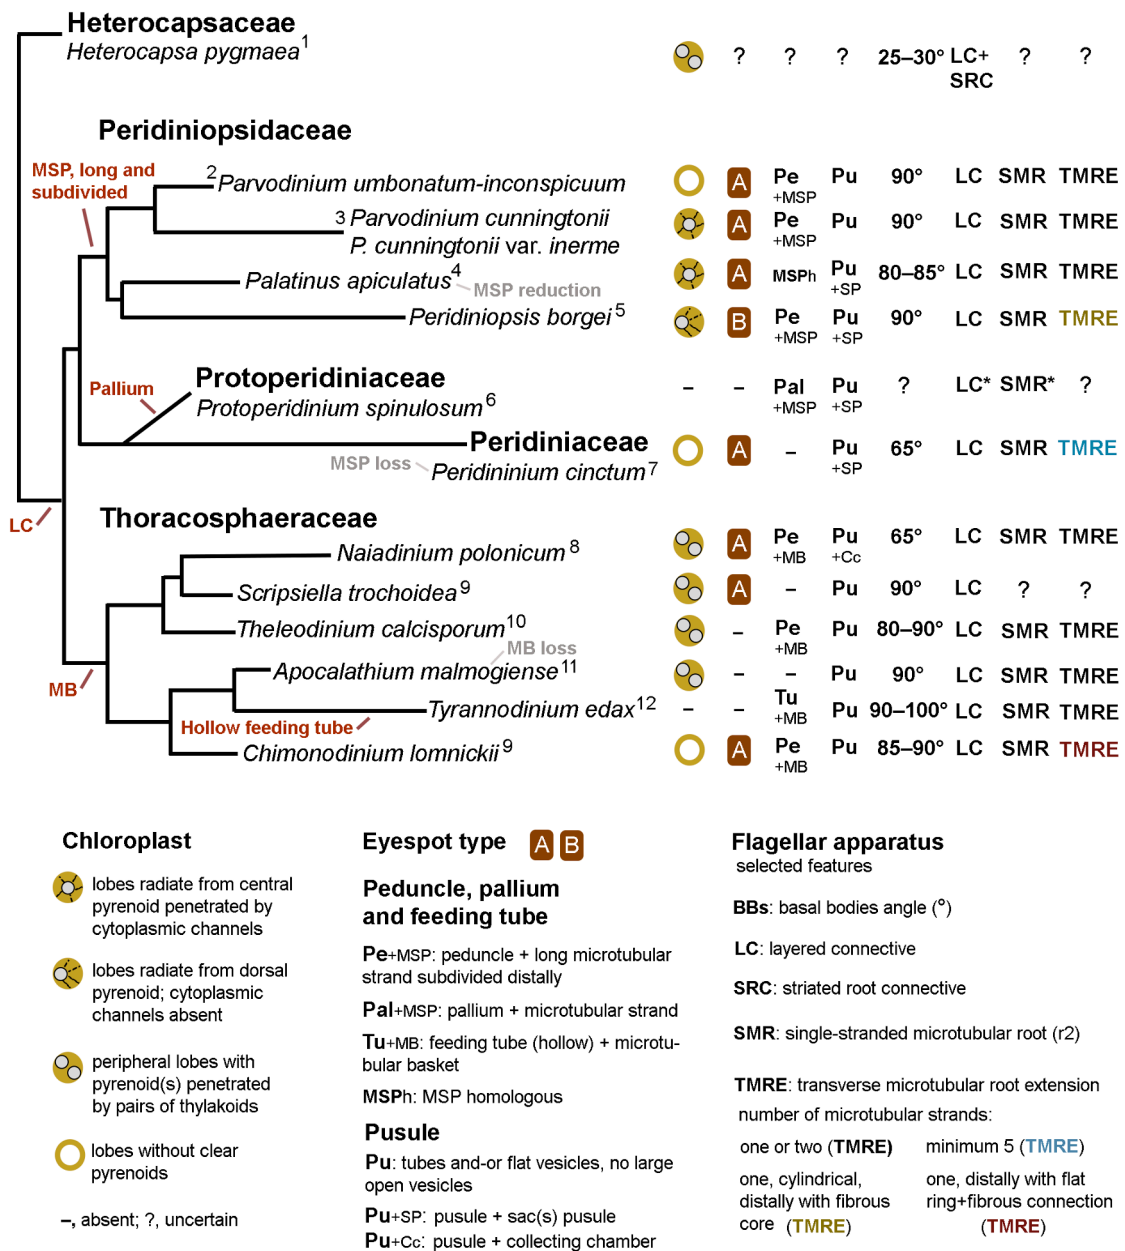 Heterocapsaceae
Heterocapsa pygmaea1
? ? ? 25–30° LC+ ? ?
SRC
Peridiniopsidaceae
MSP, long and
subdivided
2Parvodinium umbonatum-inconspicuum
A Pe Pu 90° LC SMR TMRE
+MSP
3 Parvodinium cunningtonii
P. cunningtonii var. inerme
A Pe Pu 90° LC SMR TMRE
+MSP
Palatinus apiculatus4
MSP reduction
A MSPh Pu 80–85° LC SMR TMRE
+SP
Peridiniopsis borgei5
B Pe Pu 90° LC SMR TMRE
+MSP +SP
Protoperidiniaceae
Pallium
Protoperidinium spinulosum6
– – Pal Pu ? LC* SMR* ?
+MSP +SP
Peridiniaceae
MSP loss
Peridininium cinctum7
A – Pu 65° LC SMR TMRE
+SP
LC
Thoracosphaeraceae
Naiadinium polonicum8
A Pe Pu 65° LC SMR TMRE
+MB +Cc
Scripsiella trochoidea9
A – Pu 90° LC ? ?
Theleodinium calcisporum10
– Pe Pu 80–90° LC SMR TMRE
+MB
MB loss
Apocalathium malmogiense11
– – Pu 90° LC SMR TMRE
MB
Hollow feeding tube
Tyrannodinium edax12
– – Tu Pu 90–100° LC SMR TMRE
+MB
Chimonodinium lomnickii9
A Pe Pu 85–90° LC SMR TMRE
+MB
Chloroplast
lobes radiate from central
pyrenoid penetrated by
cytoplasmic channels
lobes radiate from dorsal
pyrenoid; cytoplasmic
channels absent
peripheral lobes with
pyrenoid(s) penetrated
by pairs of thylakoids
lobes without clear
pyrenoids
–, absent; ?, uncertain
Eyespot type A B
Peduncle, pallium
and feeding tube
Pe+MSP: peduncle + long microtubular
strand subdivided distally
Pal+MSP: pallium + microtubular strand
Tu+MB: feeding tube (hollow) + microtu-
bular basket
MSPh: MSP homologous
Pusule
Pu: tubes and-or flat vesicles, no large
open vesicles
Pu+SP: pusule + sac(s) pusule
Pu+Cc: pusule + collecting chamber
Flagellar apparatus
selected features
BBs: basal bodies angle (°)
LC: layered connective
SRC: striated root connective
SMR: single-stranded microtubular root (r2)
TMRE: transverse microtubular root extension
number of microtubular strands:
one or two (TMRE)
minimum 5 (TMRE)
one, cylindrical,
distally with fibrous
core (TMRE)
one, distally with flat
ring+fibrous connection
(TMRE)